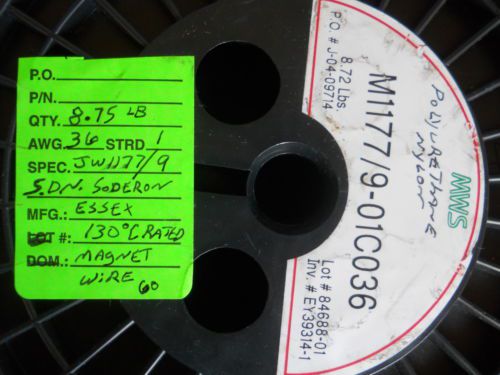 P.O.
P/N.
QTY. 8.75 LB
AWG. 36 STRD 1
SPEC. JW1177/9
S.D.N. SODERON
MFG.: ESSEX
LOT #: 130°C RATED
DOM.: MAGNET
WIRE 60
MWS
POLYURETHANE
NYLON
M1177/9-01C036
8.72 Lbs.
P.O. # J-04-09714
Lot # 84688-01
Inv. # EY39314-1